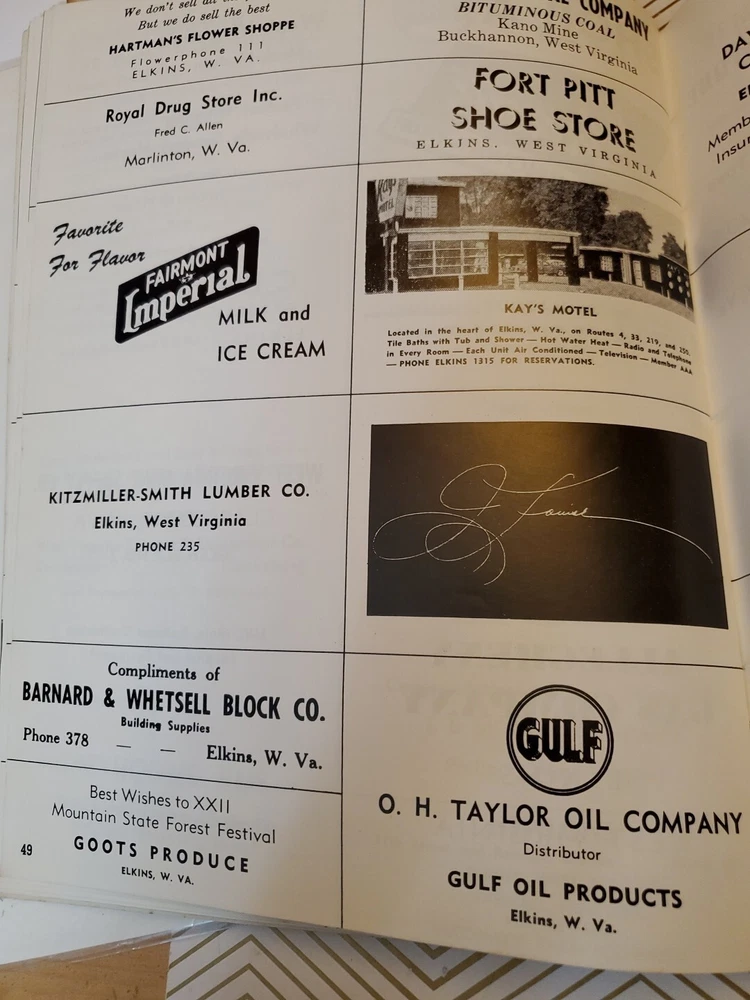 We don't sell all the
But we do sell the best
HARTMAN'S FLOWER SHOPPE
Flowerphone 111
ELKINS, W. VA.
Royal Drug Store Inc.
Fred C. Allen
Marlinton, W. Va.
Favorite
For Flavor
FAIRMONT
Imperial
MILK and
ICE CREAM
KITZMILLER-SMITH LUMBER CO.
Elkins, West Virginia
PHONE 235
Compliments of
BARNARD & WHETSELL BLOCK CO.
Building Supplies
Phone 378 — — Elkins, W. Va.
Best Wishes to XXII
Mountain State Forest Festival
GOOTS PRODUCE
ELKINS, W. VA.
49
COMPANY
BITUMINOUS COAL
Kano Mine
Buckhannon, West Virginia
FORT PITT
SHOE STORE
ELKINS, WEST VIRGINIA
Kay's
MOTEL
KAY'S MOTEL
Located in the heart of Elkins, W. Va., on Routes 4, 33, 219, and 250.
Tile Baths with Tub and Shower — Hot Water Heat — Radio and Telephone
in Every Room — Each Unit Air Conditioned — Television — Member AAA
— PHONE ELKINS 1315 FOR RESERVATIONS.
GULF
O. H. TAYLOR OIL COMPANY
Distributor
GULF OIL PRODUCTS
Elkins, W. Va.